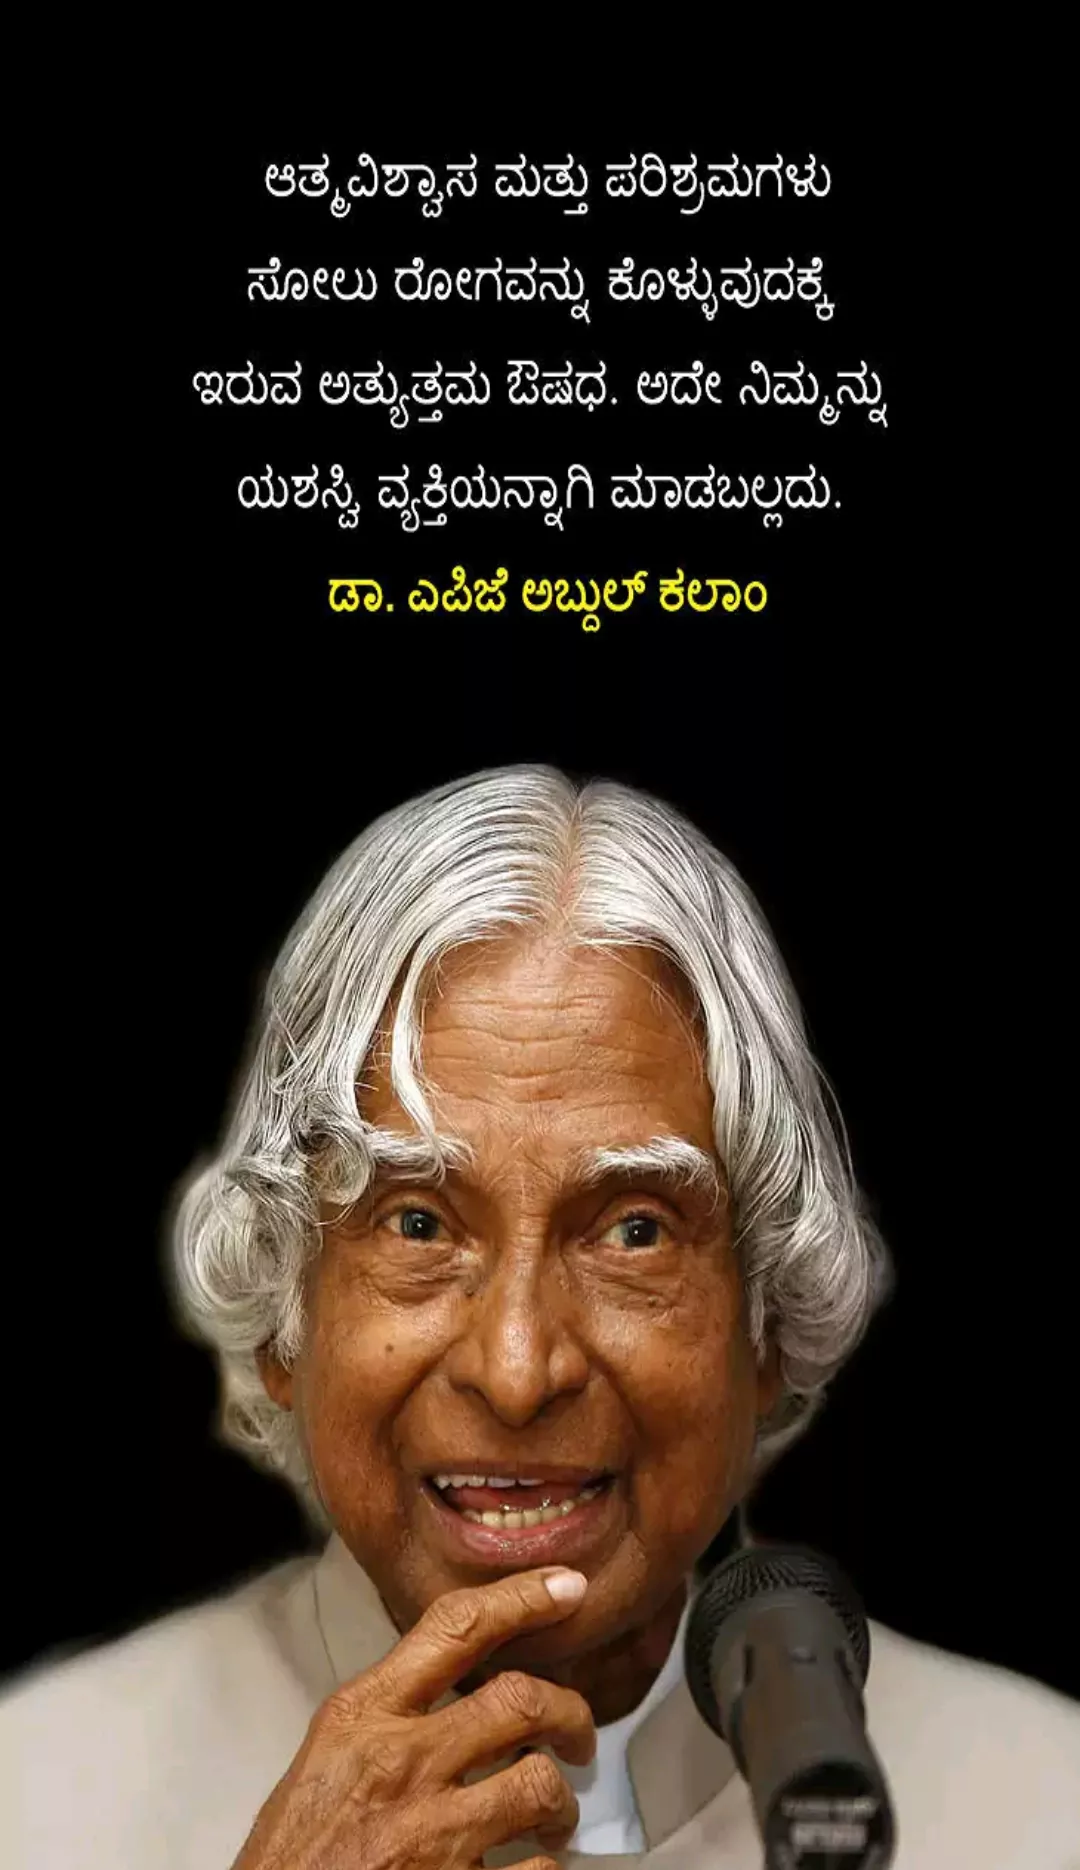 ಆತ್ಮವಿಶ್ವಾಸ ಮತ್ತು ಪರಿಶ್ರಮಗಳು
ಸೋಲು ರೋಗವನ್ನು ಕೊಳ್ಳುವುದಕ್ಕೆ
ಇರುವ ಅತ್ಯುತ್ತಮ ಔಷಧ. ಅದೇ ನಿಮ್ಮನ್ನು
ಯಶಸ್ವಿ ವ್ಯಕ್ತಿಯನ್ನಾಗಿ ಮಾಡಬಲ್ಲದು.
ಡಾ. ಎಪಿಜೆ ಅಬ್ದುಲ್ ಕಲಾಂ